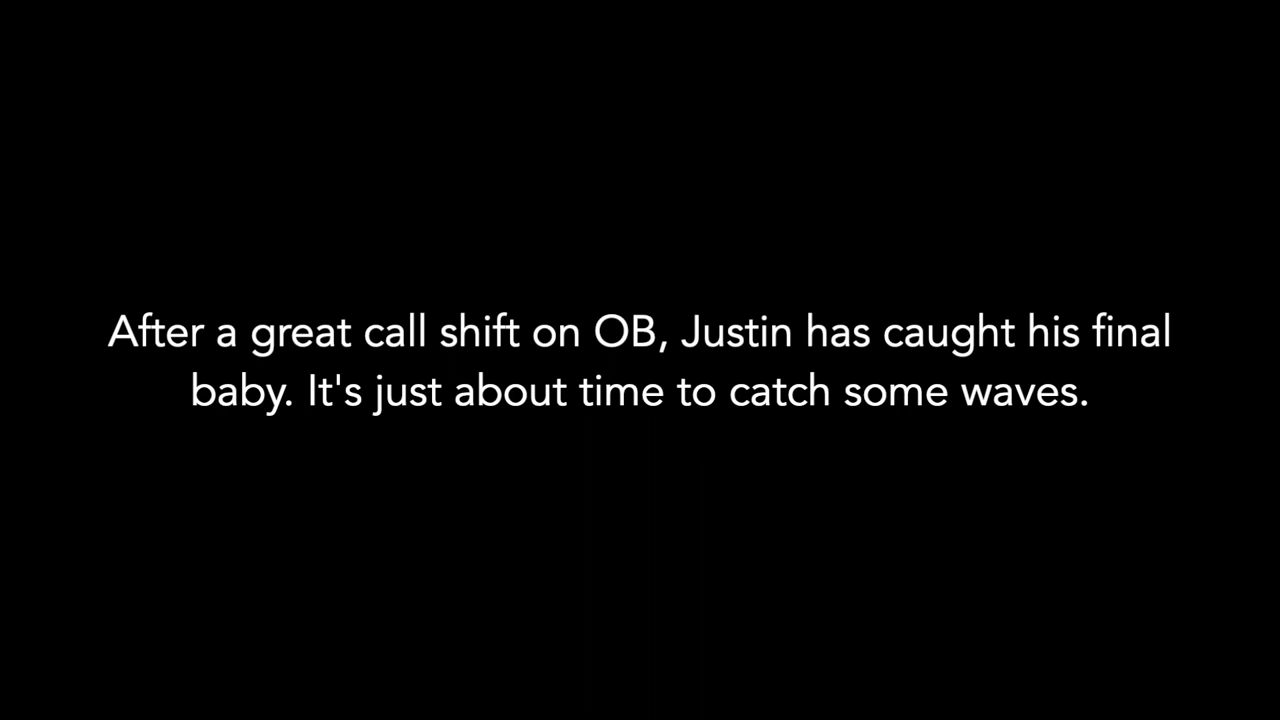 After a great call shift on OB, Justin has caught his final
baby. It's just about time to catch some waves.